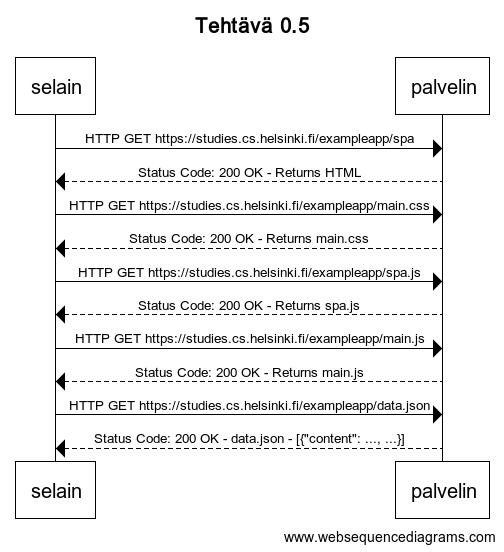 Tehtävä 0.5
selain
palvelin
HTTP GET https://studies.cs.helsinki.fi/exampleapp/spa
Status Code: 200 OK - Returns HTML
HTTP GET https://studies.cs.helsinki.fi/exampleapp/main.css
Status Code: 200 OK - Returns main.css
HTTP GET https://studies.cs.helsinki.fi/exampleapp/spa.js
Status Code: 200 OK - Returns spa.js
HTTP GET https://studies.cs.helsinki.fi/exampleapp/main.js
Status Code: 200 OK - Returns main.js
HTTP GET https://studies.cs.helsinki.fi/exampleapp/data.json
Status Code: 200 OK - data.json - [{"content": ..., ...}]
selain
palvelin
www.websequencediagrams.com